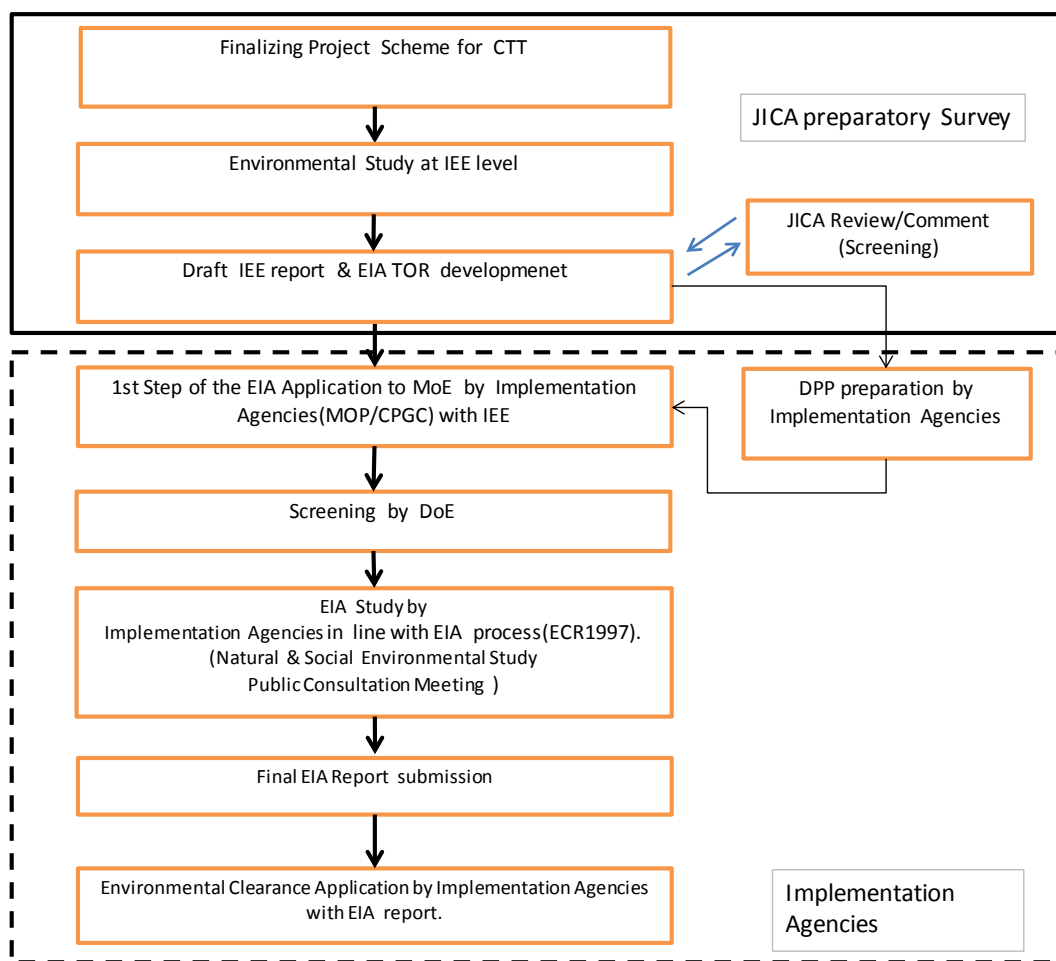 Finalizing Project Scheme for CTT
JICA preparatory Survey
Environmental Study at IEE level
JICA Review/Comment
(Screening)
Draft IEE report & EIA TOR developmenet
1st Step of the EIA Application to MoE by Implementation
Agencies(MOP/CPGC) with IEE
DPP preparation by
Implementation Agencies
Screening by DoE
EIA Study by
Implementation Agencies in line with EIA process(ECR1997).
(Natural & Social Environmental Study
Public Consultation Meeting )
Final EIA Report submission
Environmental Clearance Application by Implementation Agencies
with EIA report.
Implementation
Agencies